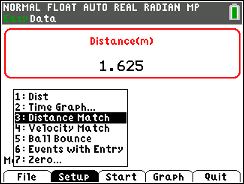 NORMAL FLOAT AUTO REAL RADIAN MP
Data
Distance(m)
1.625
1: Dist
2: Time Graph...
3: Distance Match
4: Velocity Match
5: Ball Bounce
6: Events with Entry
7: Zero...
File Setup Start Graph Quit